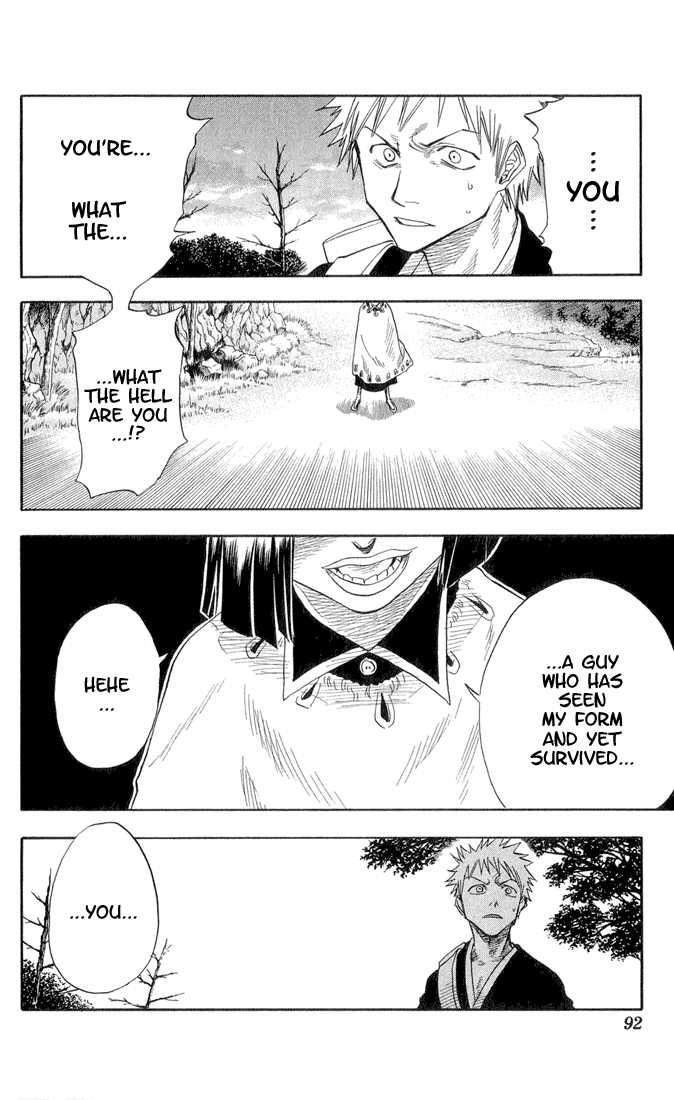 ...
YOU
...
YOU'RE...
WHAT
THE...
...WHAT
THE HELL
ARE YOU
...!?
...A GUY
WHO HAS
SEEN
MY FORM
AND YET
SURVIVED...
HEHE
...
...YOU...
92